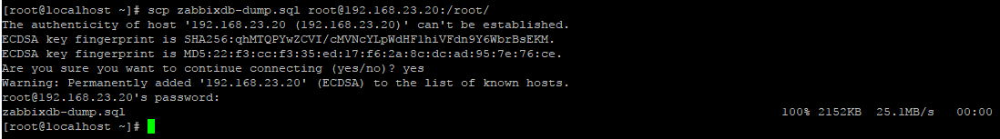 [root@localhost ~]# scp zabbixdb-dump.sql root@192.168.23.20:/root/
The authenticity of host '192.168.23.20 (192.168.23.20)' can't be established.
ECDSA key fingerprint is SHA256:qhMTQPYwZCVI/cMVNcYLpWdHF1hiVFdn9Y6WbrBsEKM.
ECDSA key fingerprint is MD5:22:f3:cc:f3:35:ed:17:f6:2a:8c:dc:ad:95:7e:76:ce.
Are you sure you want to continue connecting (yes/no)? yes
Warning: Permanently added '192.168.23.20' (ECDSA) to the list of known hosts.
root@192.168.23.20's password:
zabbixdb-dump.sql 100% 2152KB 25.1MB/s 00:00
[root@localhost ~]#